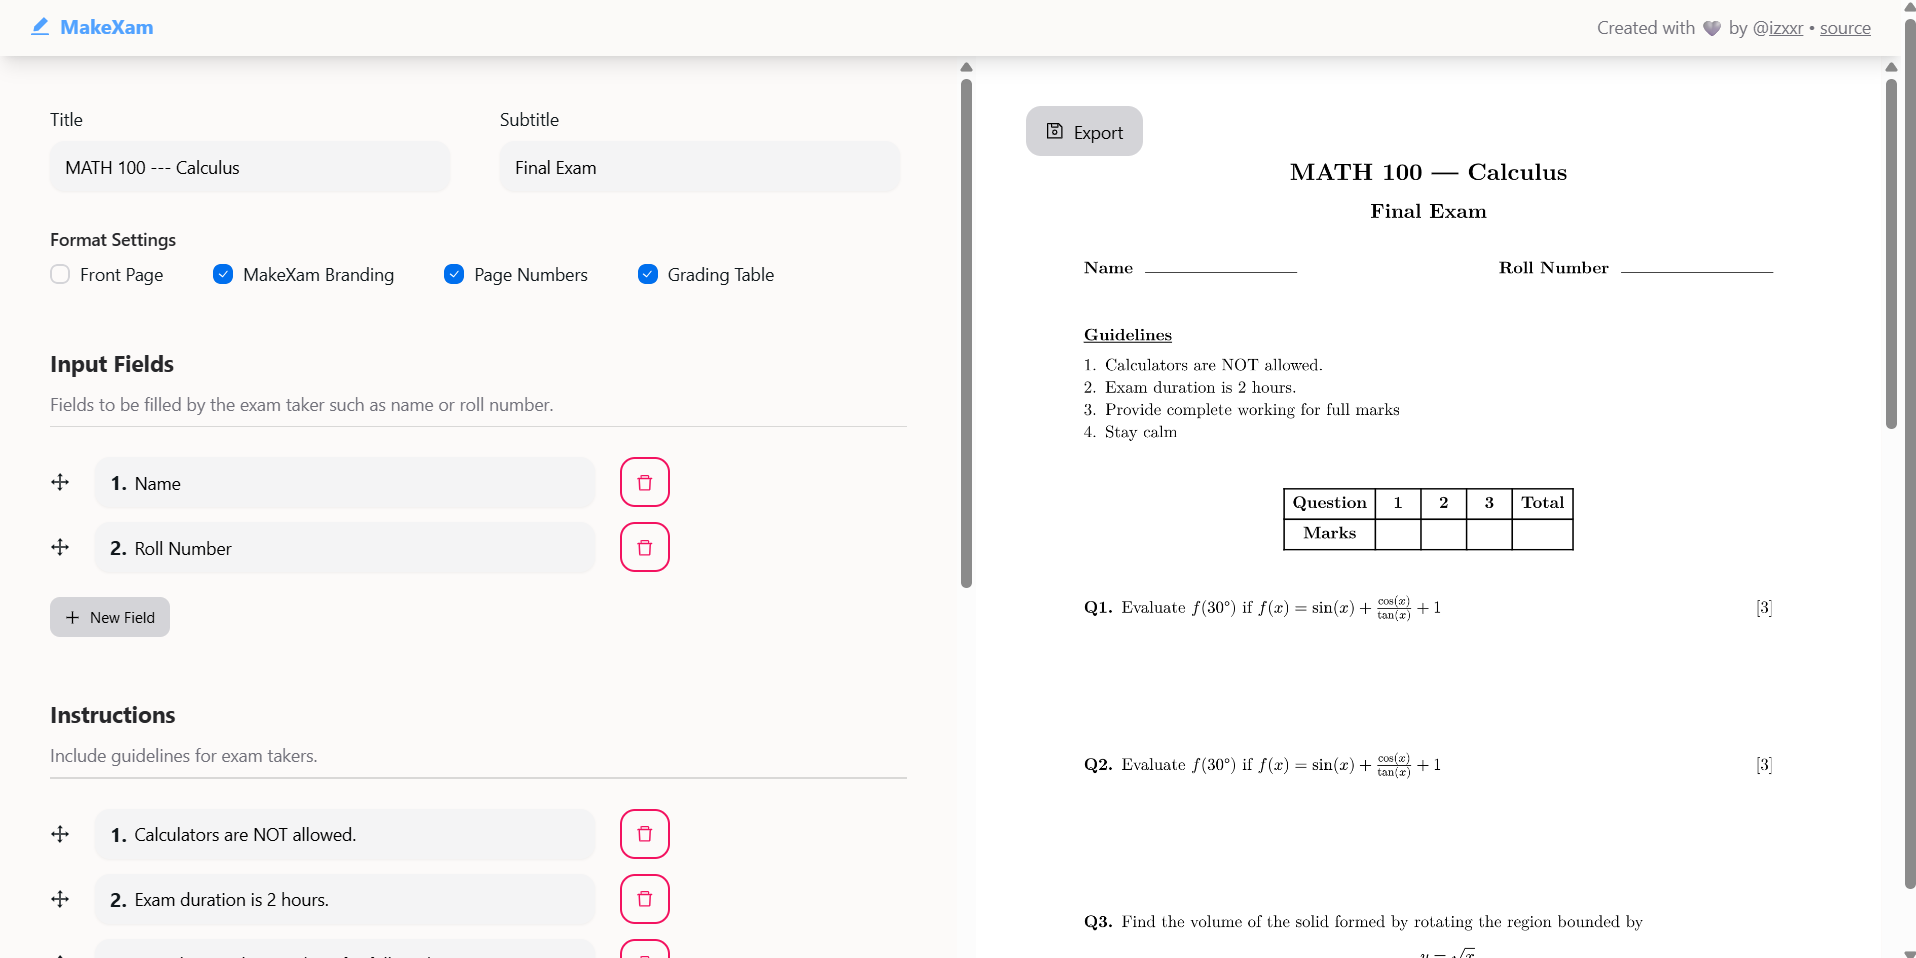 MakeXam
Created with 🩶 by @izxxr • source
Title
Subtitle
MATH 100 --- Calculus
Final Exam
Format Settings
Front Page
MakeXam Branding
Page Numbers
Grading Table
Input Fields
Fields to be filled by the exam taker such as name or roll number.
1. Name
2. Roll Number
New Field
Instructions
Include guidelines for exam takers.
1. Calculators are NOT allowed.
2. Exam duration is 2 hours.
Export
MATH 100 — Calculus
Final Exam
Name
Roll Number
Guidelines
1. Calculators are NOT allowed.
2. Exam duration is 2 hours.
3. Provide complete working for full marks
4. Stay calm
Question 1 2 3 Total
Marks
Q1. Evaluate f(30°) if f(x) = sin(x) + cos(x)/tan(x) + 1 [3]
Q2. Evaluate f(30°) if f(x) = sin(x) + cos(x)/tan(x) + 1 [3]
Q3. Find the volume of the solid formed by rotating the region bounded by
y = √x